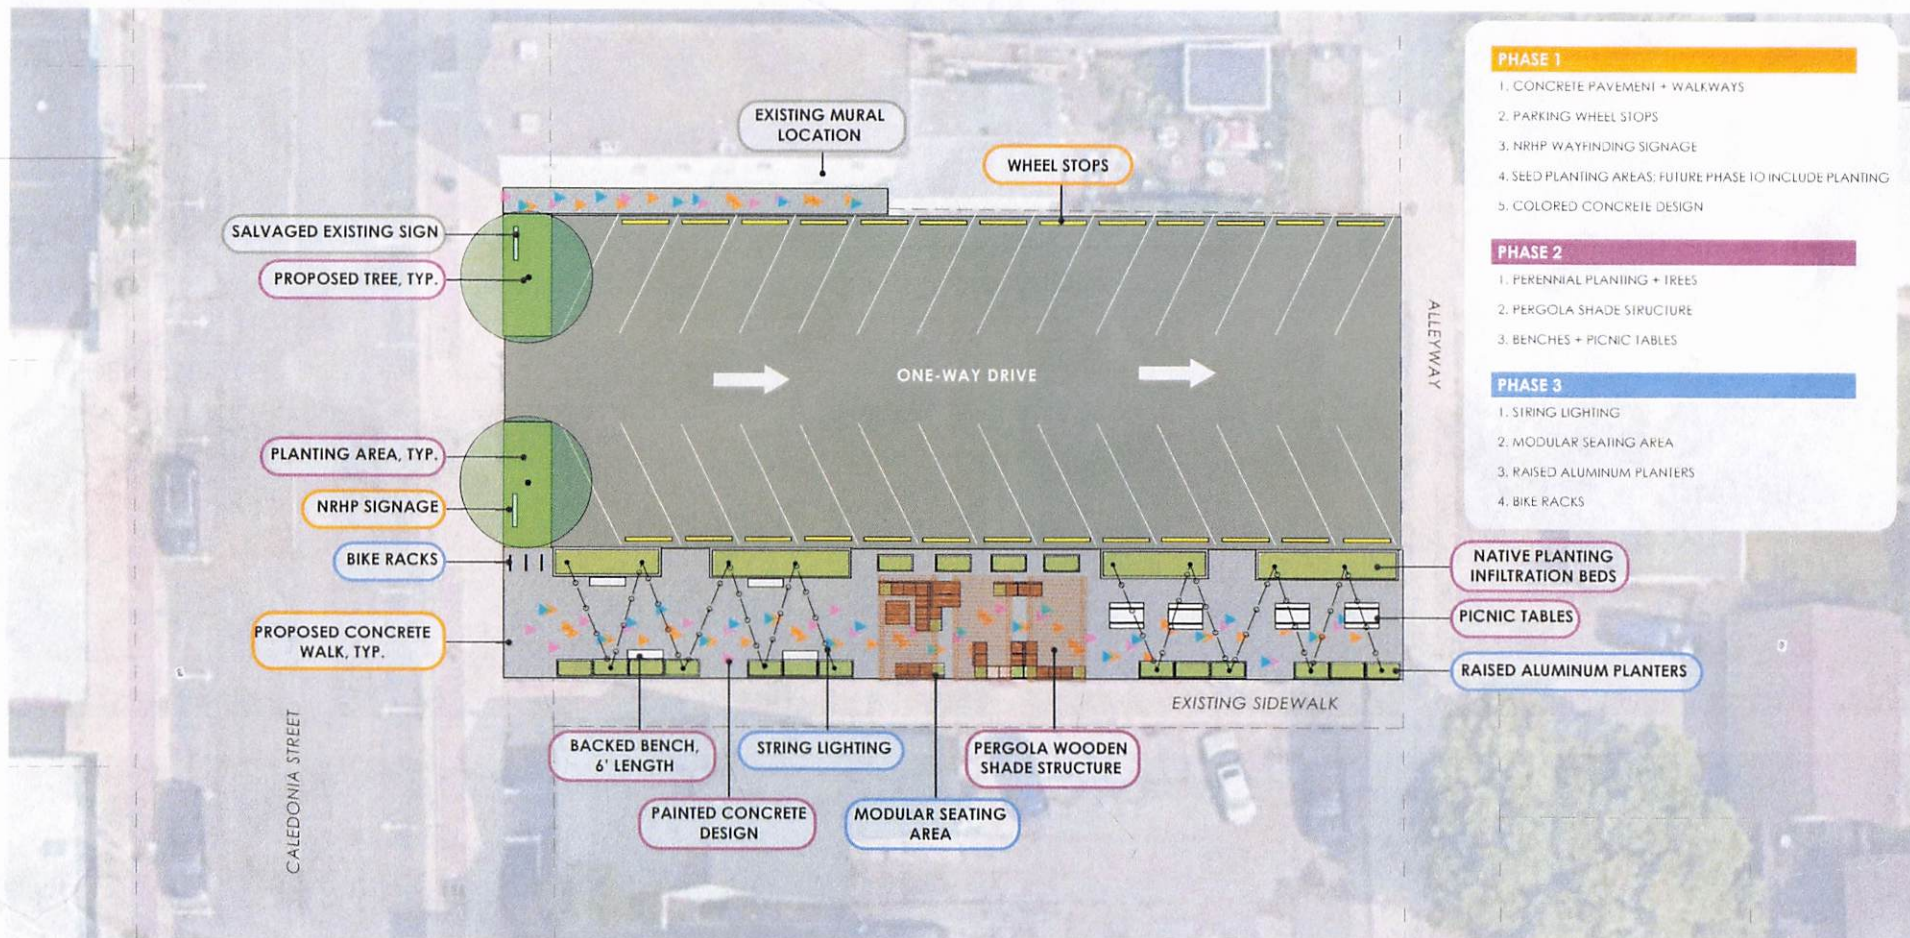 EXISTING MURAL
LOCATION
WHEEL STOPS
SALVAGED EXISTING SIGN
PROPOSED TREE, TYP.
ONE-WAY DRIVE
ALLEYWAY
PLANTING AREA, TYP.
NRHP SIGNAGE
BIKE RACKS
PROPOSED CONCRETE
WALK, TYP.
NATIVE PLANTING
INFILTRATION BEDS
PICNIC TABLES
RAISED ALUMINUM PLANTERS
EXISTING SIDEWALK
CALEDONIA STREET
BACKED BENCH,
6' LENGTH
STRING LIGHTING
PERGOLA WOODEN
SHADE STRUCTURE
PAINTED CONCRETE
DESIGN
MODULAR SEATING
AREA
PHASE 1
1. CONCRETE PAVEMENT + WALKWAYS
2. PARKING WHEEL STOPS
3. NRHP WAYFINDING SIGNAGE
4. SEED PLANTING AREAS; FUTURE PHASE TO INCLUDE PLANTING
5. COLORED CONCRETE DESIGN
PHASE 2
1. PERENNIAL PLANTING + TREES
2. PERGOLA SHADE STRUCTURE
3. BENCHES + PICNIC TABLES
PHASE 3
1. STRING LIGHTING
2. MODULAR SEATING AREA
3. RAISED ALUMINUM PLANTERS
4. BIKE RACKS